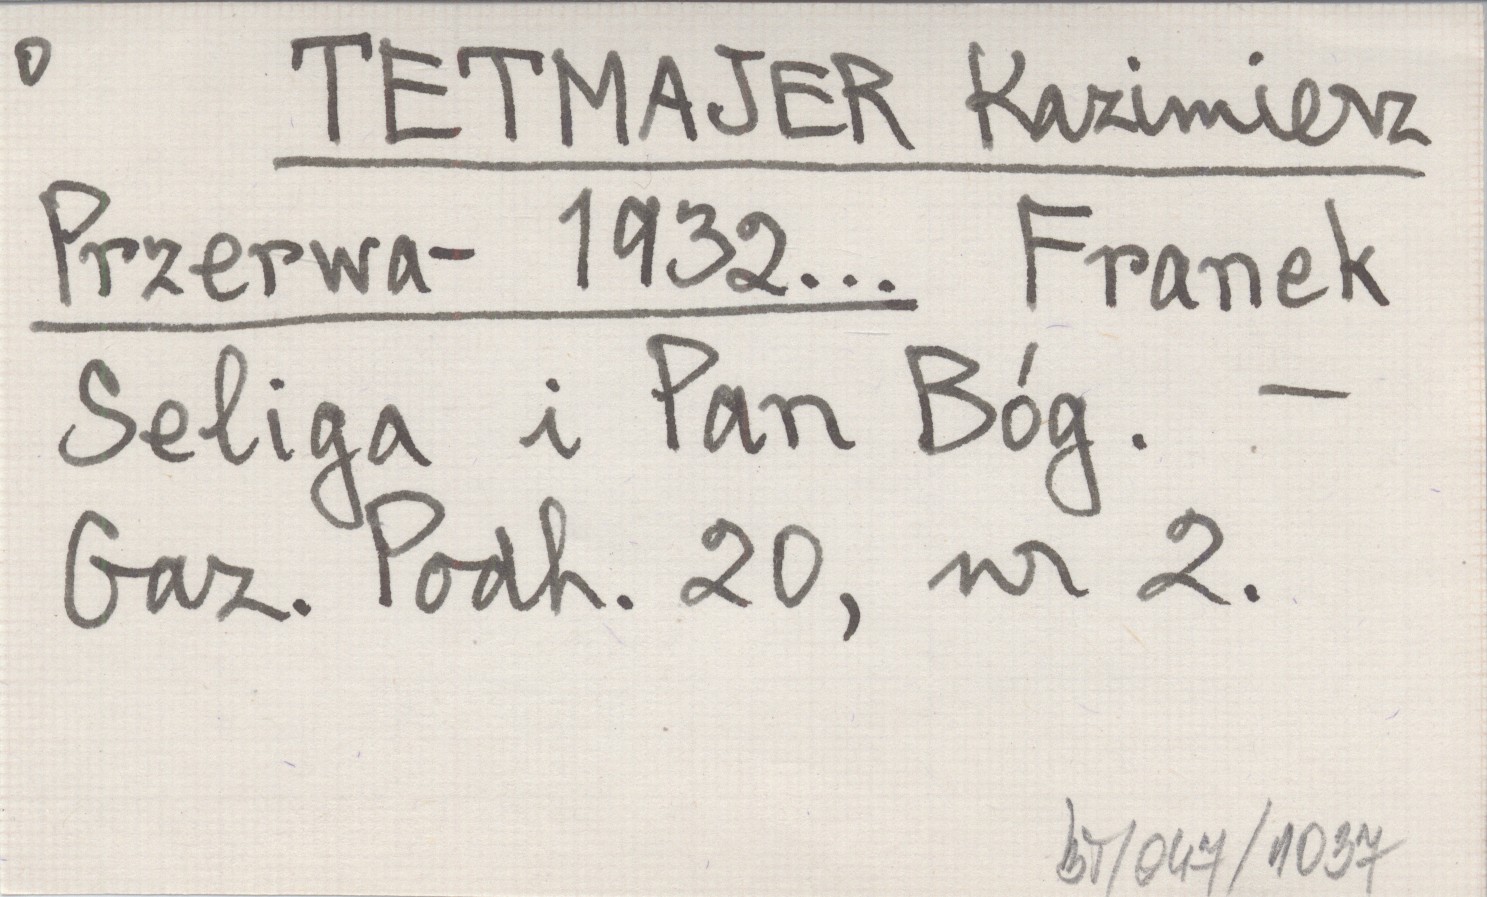 o TETMAJER Kazimierz
Przerwa- 1932... Franek
Seliga i Pan Bóg. —
Gaz. Podh. 20, nr 2.
bT/047/1037